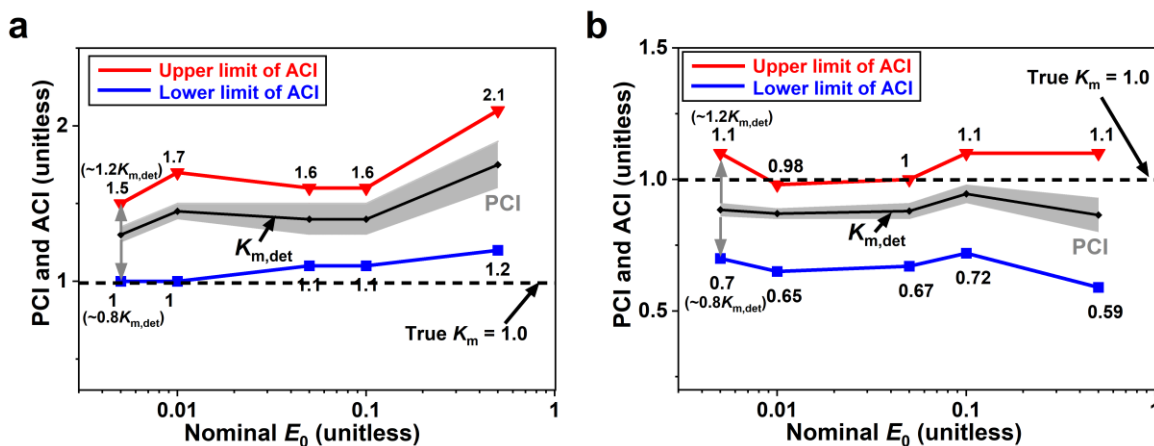 a
PCI and ACI (unitless)
2
1
Upper limit of ACI
Lower limit of ACI
(~1.2Km,det)
1.5
1.7
1.6
1.6
2.1
PCI
Km,det
1
1
1.1
1.1
1.2
(~0.8Km,det)
True Km = 1.0
0.01
0.1
1
Nominal E0 (unitless)
b
PCI and ACI (unitless)
1.5
1.0
0.5
Upper limit of ACI
Lower limit of ACI
True Km = 1.0
(~1.2Km,det)
1.1
0.98
1
1.1
1.1
Km,det
PCI
0.7
0.65
0.67
0.72
0.59
(~0.8Km,det)
0.01
0.1
1
Nominal E0 (unitless)